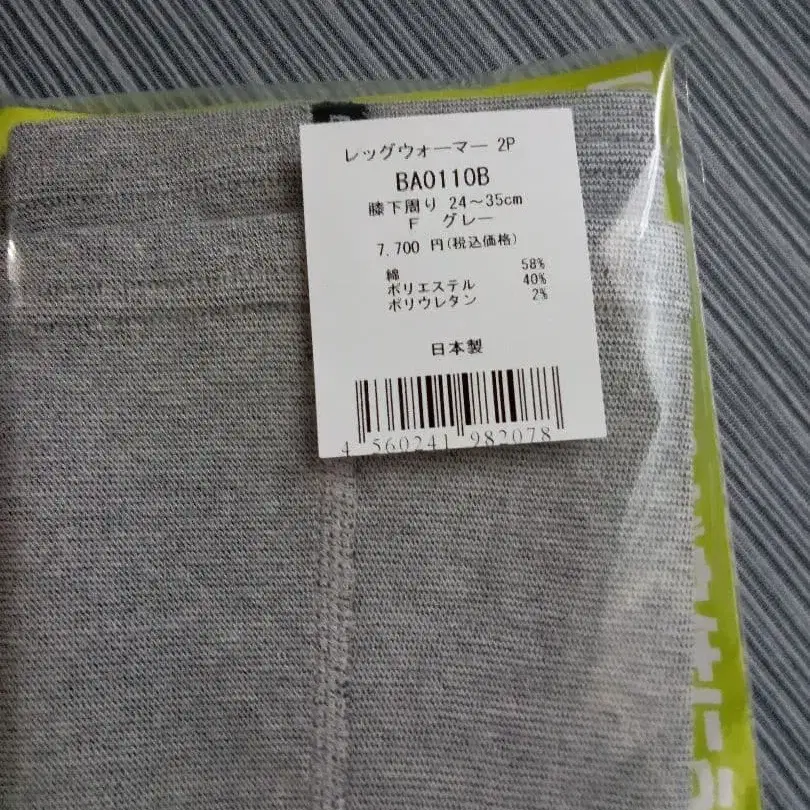 レッグウォーマー 2P
BA0110B
膝下周り 24～35cm
F グレー
7,700 円(税込価格)
綿 58%
ポリエステル 40%
ポリウレタン 2%
日本製
4 560241 982078